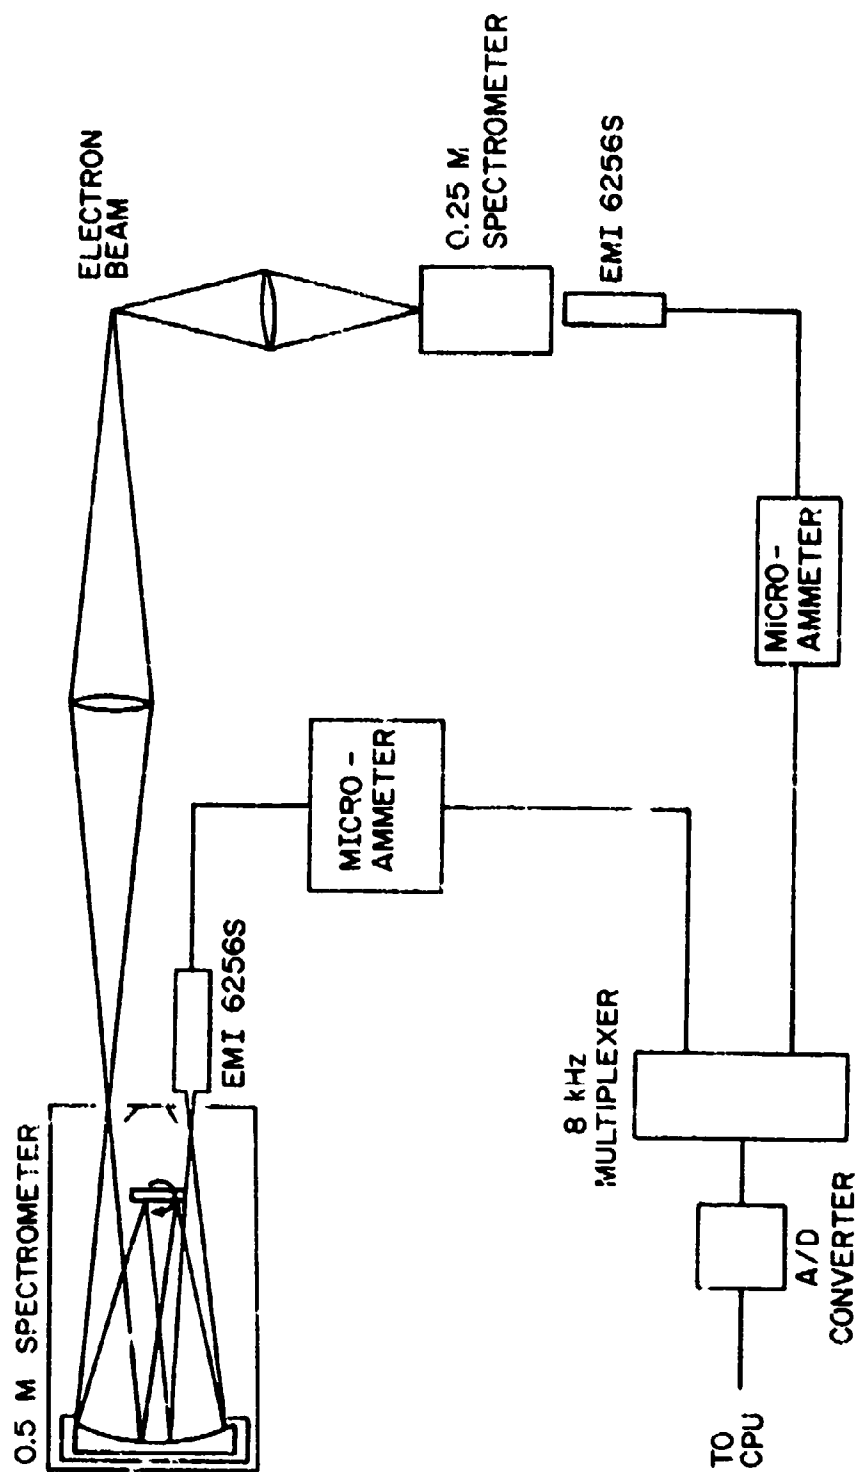 0.5 M SPECTROMETER
ELECTRON
BEAM
EMI 6256S
MICRO-
AMMETER
0.25 M
SPECTROMETER
EMI 6256S
8 kHz
MULTIPLEXER
MICRO-
AMMETER
TO
CPU
A/D
CONVERTER